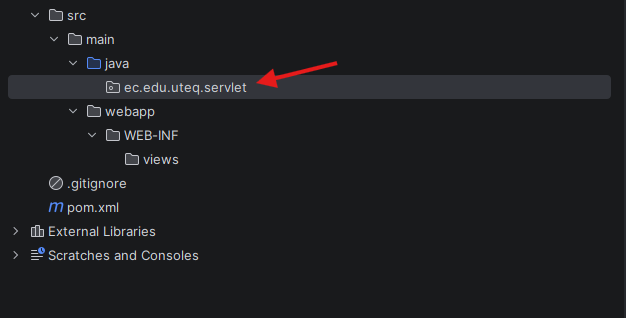 src
main
java
ec.edu.uteq.servlet
webapp
WEB-INF
views
.gitignore
m pom.xml
External Libraries
Scratches and Consoles